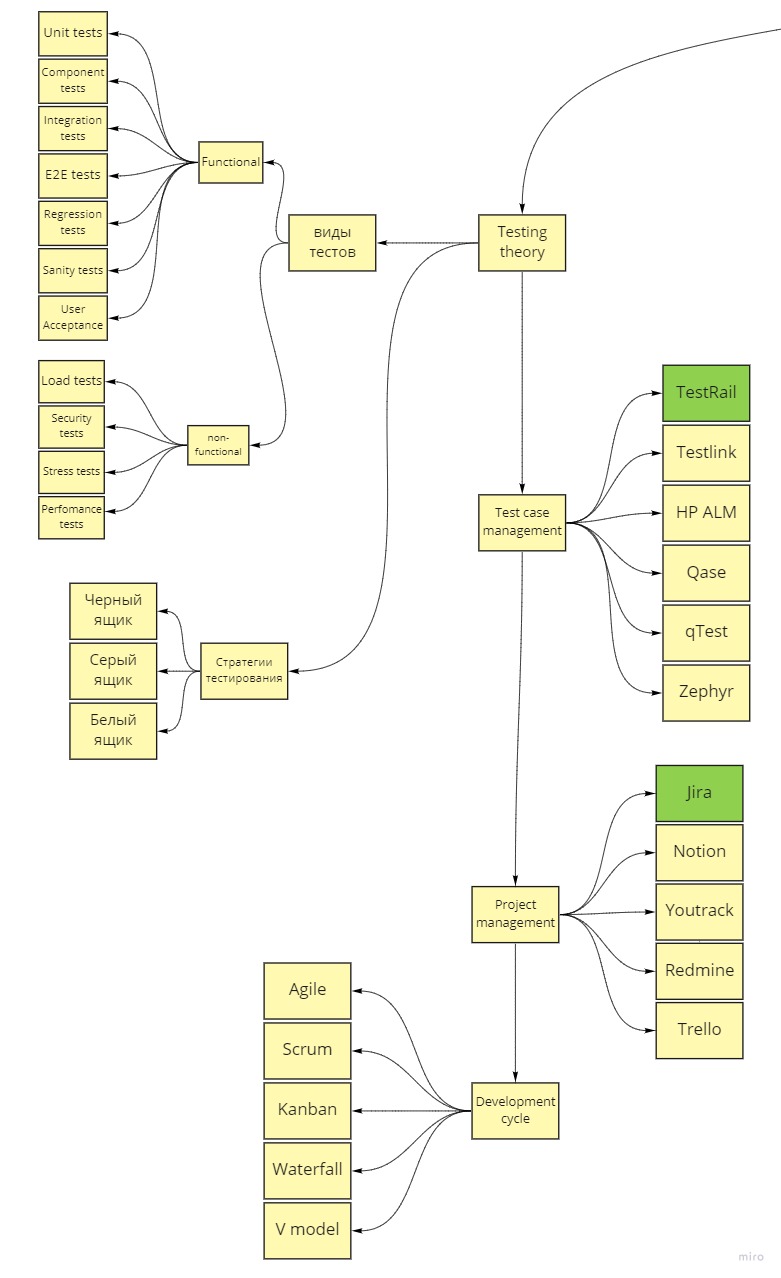 Unit tests
Component
tests
Integration
tests
E2E tests
Regression
tests
Sanity tests
User
Acceptance
Functional
виды
тестов
Testing
theory
Load tests
Security
tests
Stress tests
Perfomance
tests
non-
functional
TestRail
Testlink
HP ALM
Qase
qTest
Zephyr
Test case
management
Черный
ящик
Серый
ящик
Белый
ящик
Стратегии
тестирования
Jira
Notion
Youtrack
Redmine
Trello
Project
management
Agile
Scrum
Kanban
Waterfall
V model
Development
cycle
miro